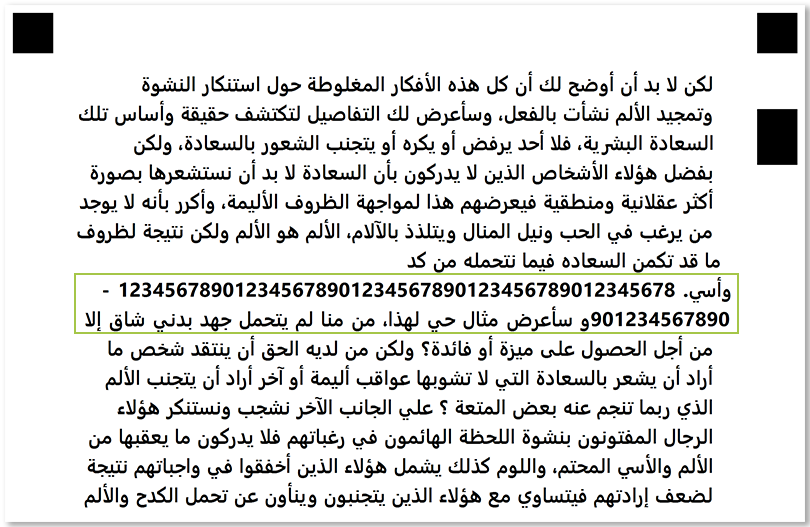 لكن لا بد أن أوضح لك أن كل هذه الأفكار المغلوطة حول استنكار النشوة
وتمجيد الألم نشأت بالفعل، وسأعرض لك التفاصيل لتكتشف حقيقة وأساس تلك
السعادة البشرية، فلا أحد يرفض أو يكره أو يتجنب الشعور بالسعادة، ولكن
بفضل هؤلاء الأشخاص الذين لا يدركون بأن السعادة لا بد أن نستشعرها بصورة
أكثر عقلانية ومنطقية فيعرضهم هذا لمواجهة الظروف الأليمة، وأكرر بأنه لا يوجد
من يرغب في الحب ونيل المنال ويتلذذ بالآلام، الألم هو الألم ولكن نتيجة لظروف
ما قد تكمن السعاده فيما نتحمله من كد
وأسي. 1234567890123456789012345678901234567890123456789012345678 -
901234567890و سأعرض مثال حي لهذا، من منا لم يتحمل جهد بدني شاق إلا
من أجل الحصول على ميزة أو فائدة؟ ولكن من لديه الحق أن ينتقد شخص ما
أراد أن يشعر بالسعادة التي لا تشوبها عواقب أليمة أو آخر أراد أن يتجنب الألم
الذي ربما تنجم عنه بعض المتعة ؟ علي الجانب الآخر نشجب ونستنكر هؤلاء
الرجال المفتونون بنشوة اللحظة الهائمون في رغباتهم فلا يدركون ما يعقبها من
الألم والأسي المحتم، واللوم كذلك يشمل هؤلاء الذين أخفقوا في واجباتهم نتيجة
لضعف إرادتهم فيتساوي مع هؤلاء الذين يتجنبون وينأون عن تحمل الكدح والألم